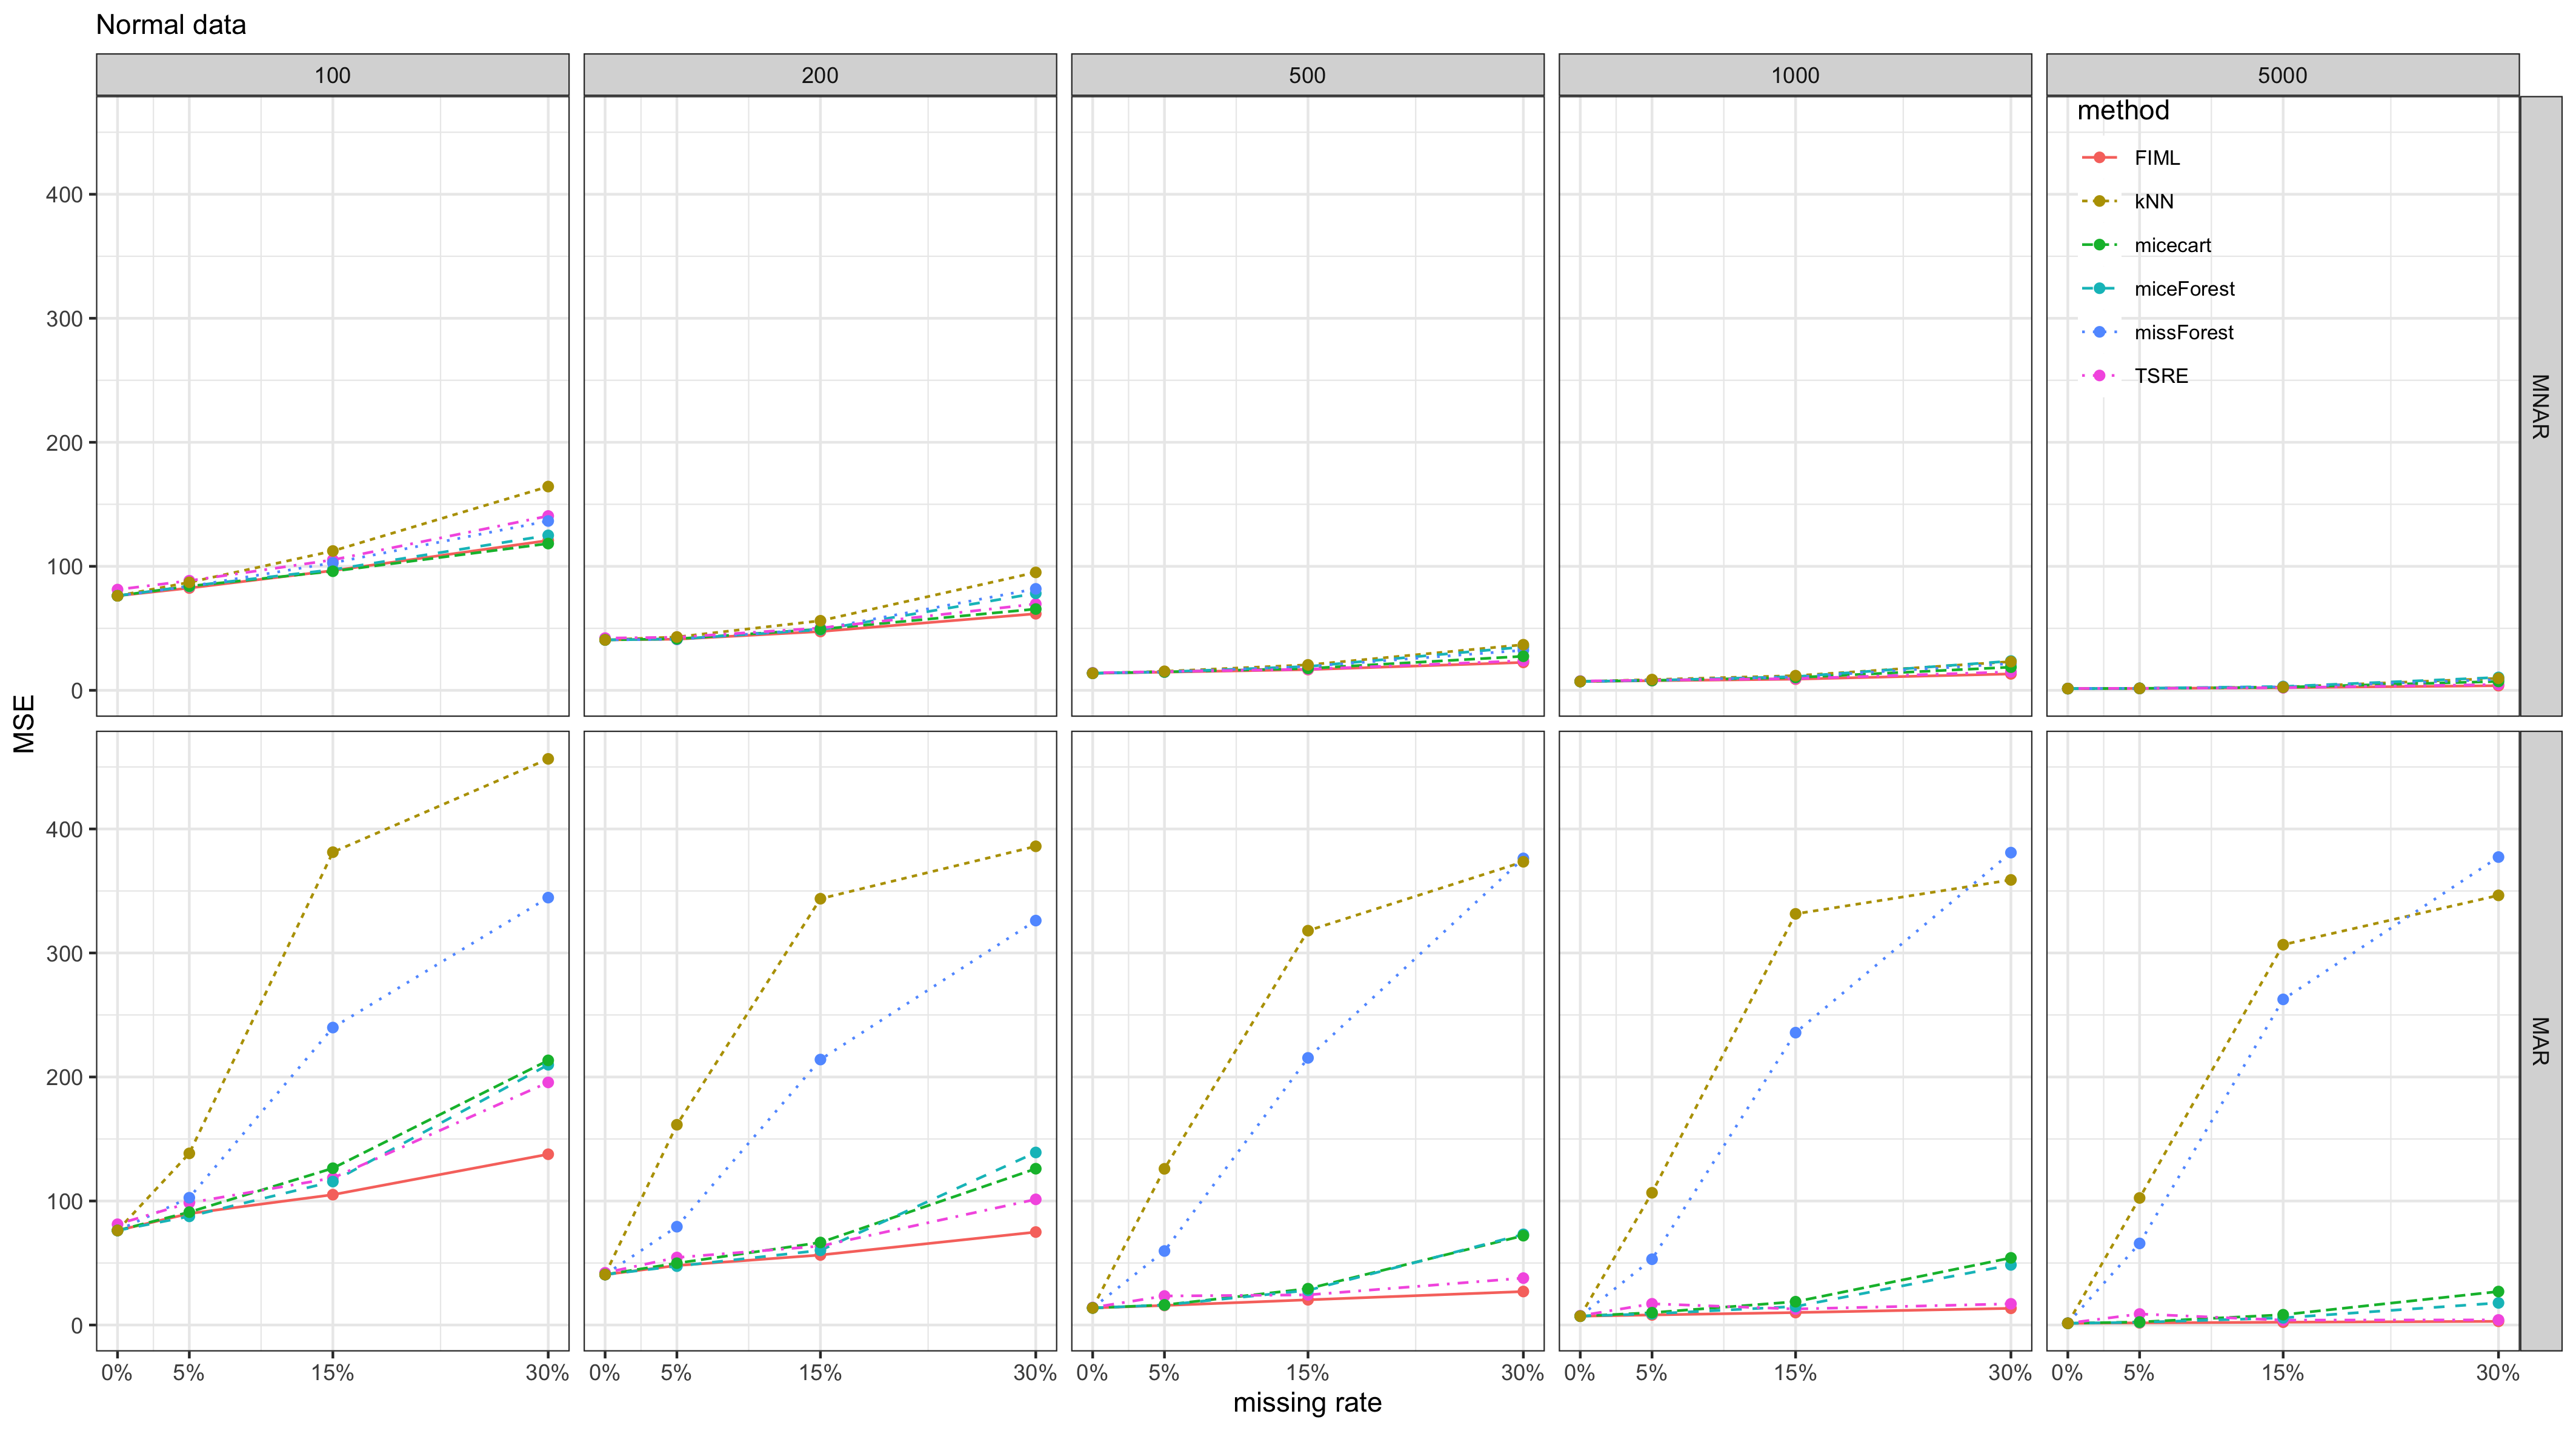 Normal data
100 200 500 1000 5000
method
FIML
kNN
micecart
miceForest
missForest
TSRE
400
300
200
100
0
MNAR
MSE
400
300
200
100
0
MAR
0% 5% 15% 30% 0% 5% 15% 30% 0% 5% 15% 30% 0% 5% 15% 30% 0% 5% 15% 30%
missing rate